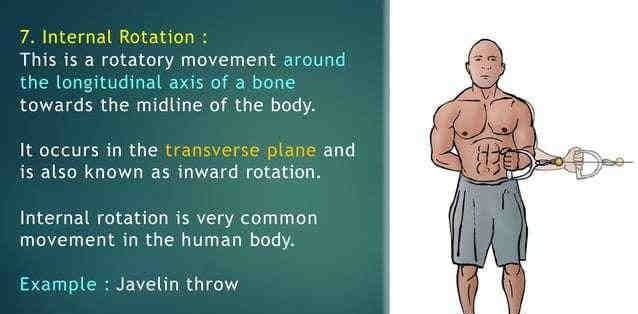 7. Internal Rotation :
This is a rotatory movement around
the longitudinal axis of a bone
towards the midline of the body.
It occurs in the transverse plane and
is also known as inward rotation.
Internal rotation is very common
movement in the human body.
Example : Javelin throw